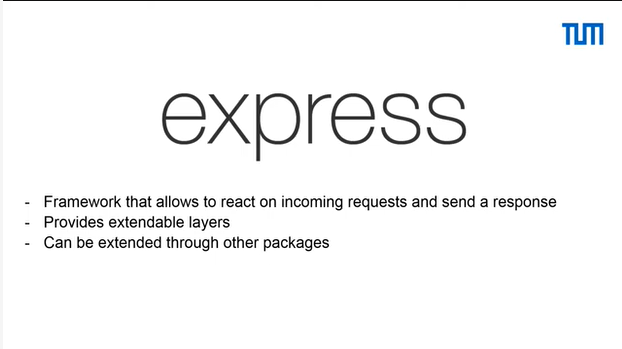 TUM
express
- Framework that allows to react on incoming requests and send a response
- Provides extendable layers
- Can be extended through other packages